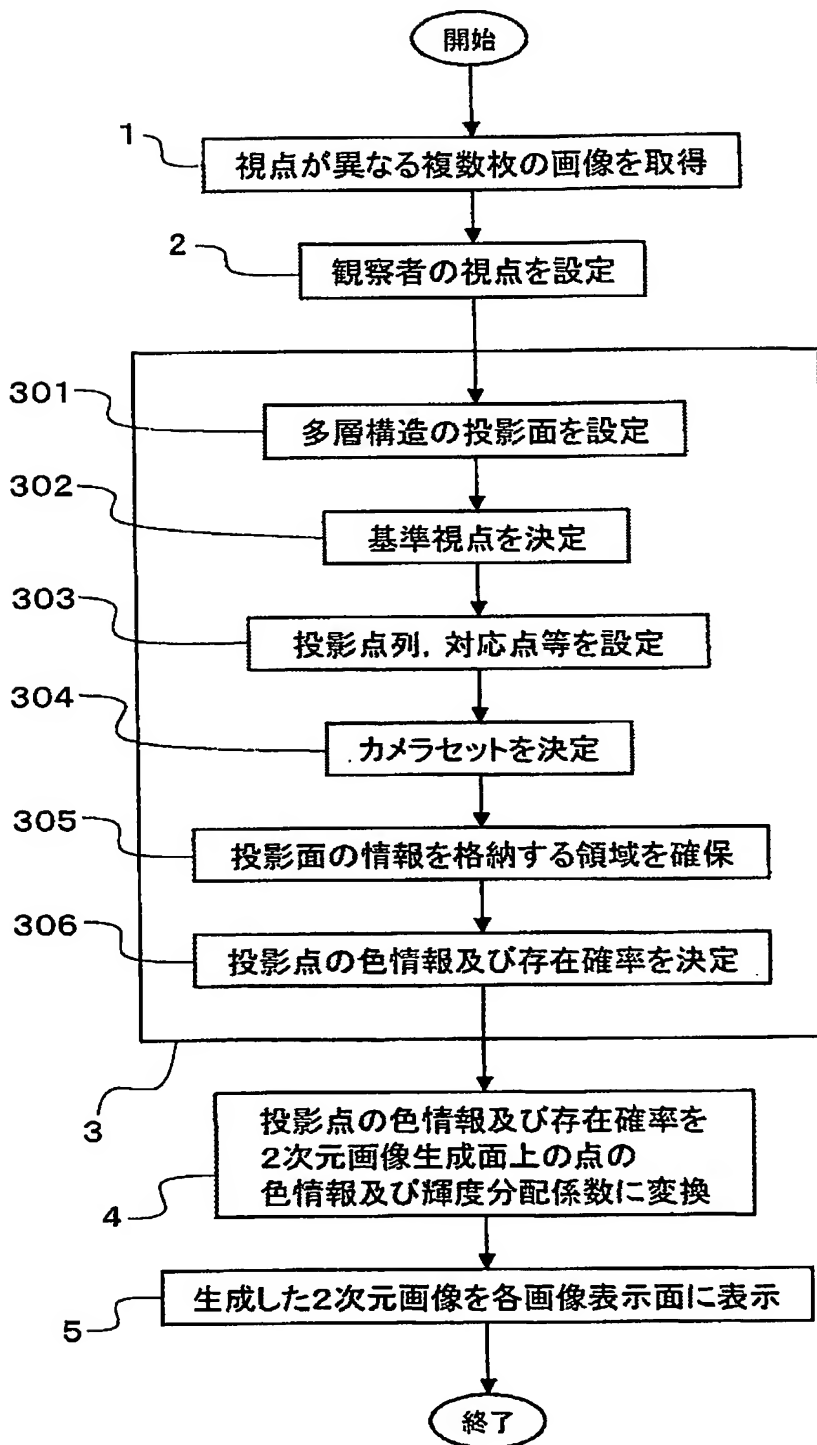 開始
1
視点が異なる複数枚の画像を取得
2
観察者の視点を設定
301
多層構造の投影面を設定
302
基準視点を決定
303
投影点列，対応点等を設定
304
カメラセットを決定
305
投影面の情報を格納する領域を確保
306
投影点の色情報及び存在確率を決定
3
投影点の色情報及び存在確率を
2次元画像生成面上の点の
色情報及び輝度分配係数に変換
4
生成した2次元画像を各画像表示面に表示
5
終了